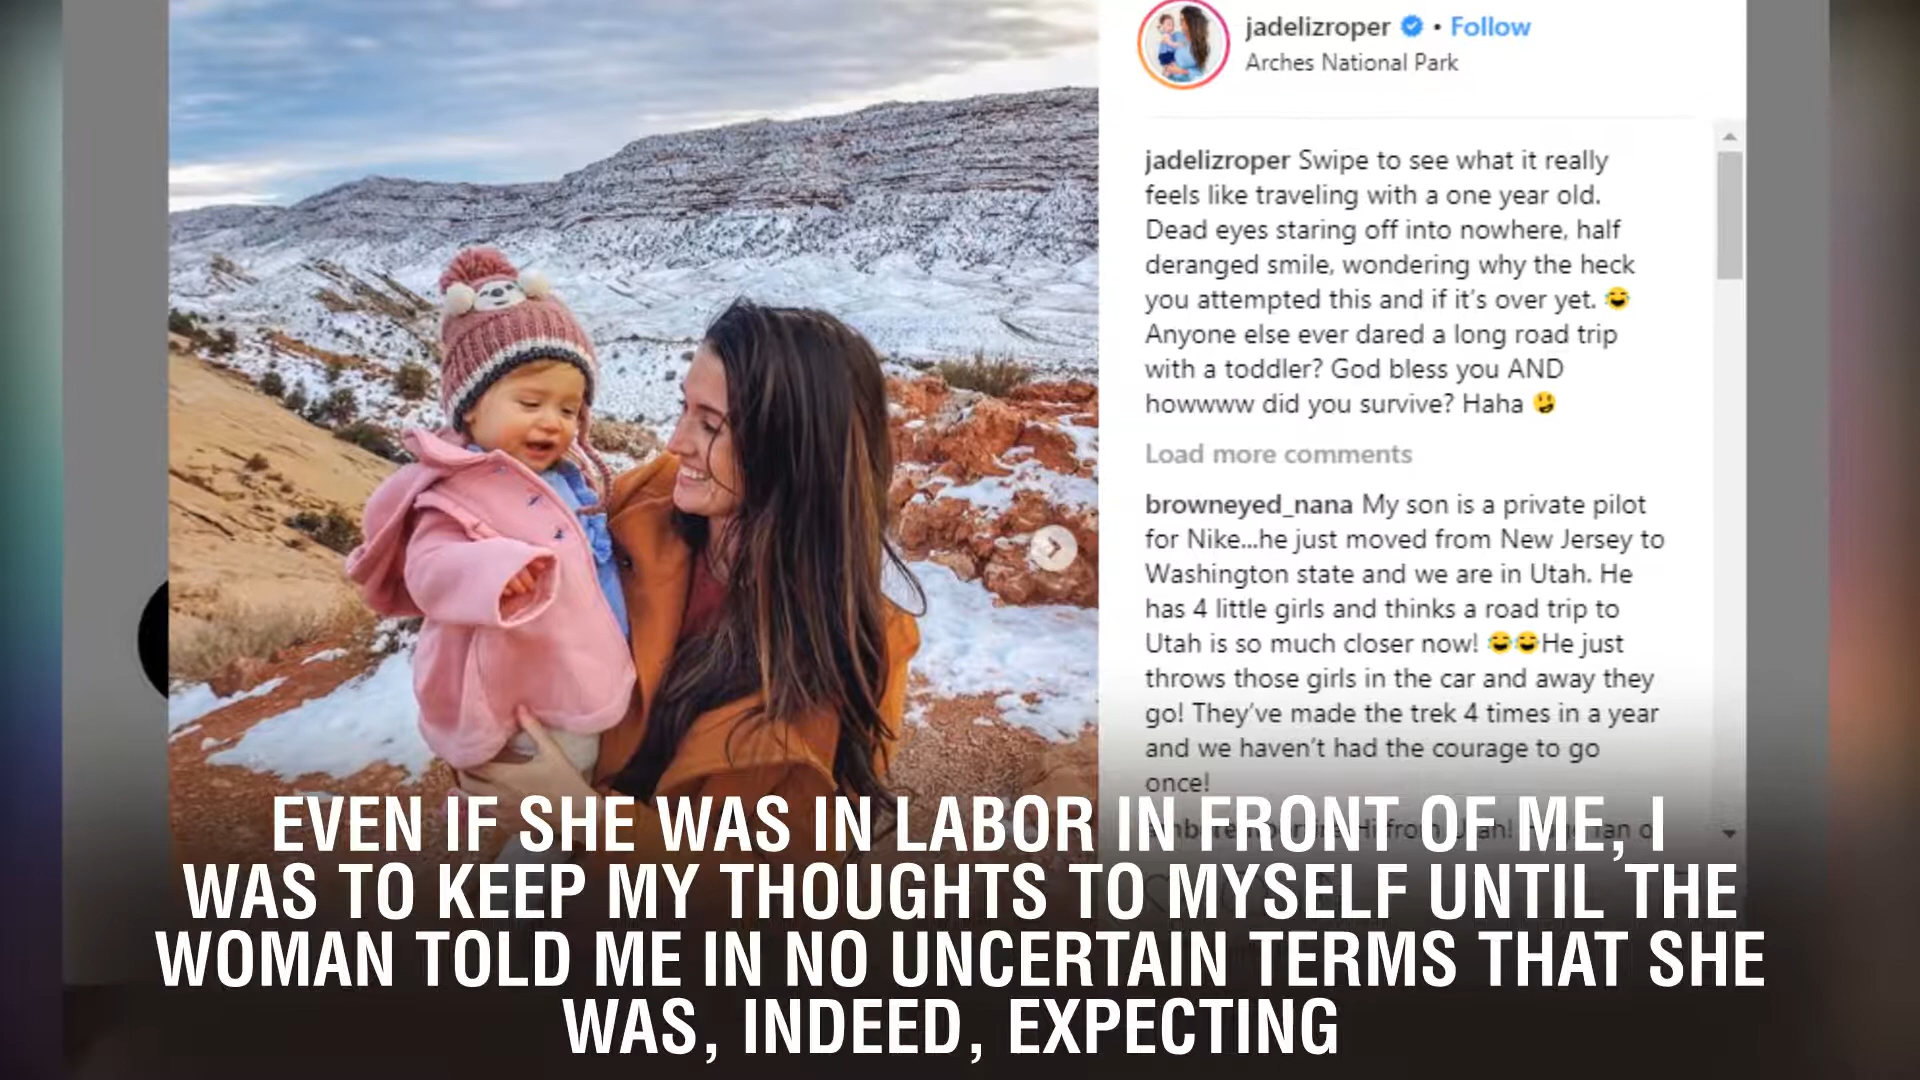 jadelizroper • Follow
Arches National Park
jadelizroper Swipe to see what it really
feels like traveling with a one year old.
Dead eyes staring off into nowhere, half
deranged smile, wondering why the heck
you attempted this and if it's over yet. 😂
Anyone else ever dared a long road trip
with a toddler? God bless you AND
howwww did you survive? Haha 🤪
Load more comments
browneyed_nana My son is a private pilot
for Nike...he just moved from New Jersey to
Washington state and we are in Utah. He
has 4 little girls and thinks a road trip to
Utah is so much closer now! 😂😂He just
throws those girls in the car and away they
go! They've made the trek 4 times in a year
and we haven't had the courage to go
once!
EVEN IF SHE WAS IN LABOR IN FRONT OF ME, I
WAS TO KEEP MY THOUGHTS TO MYSELF UNTIL THE
WOMAN TOLD ME IN NO UNCERTAIN TERMS THAT SHE
WAS, INDEED, EXPECTING